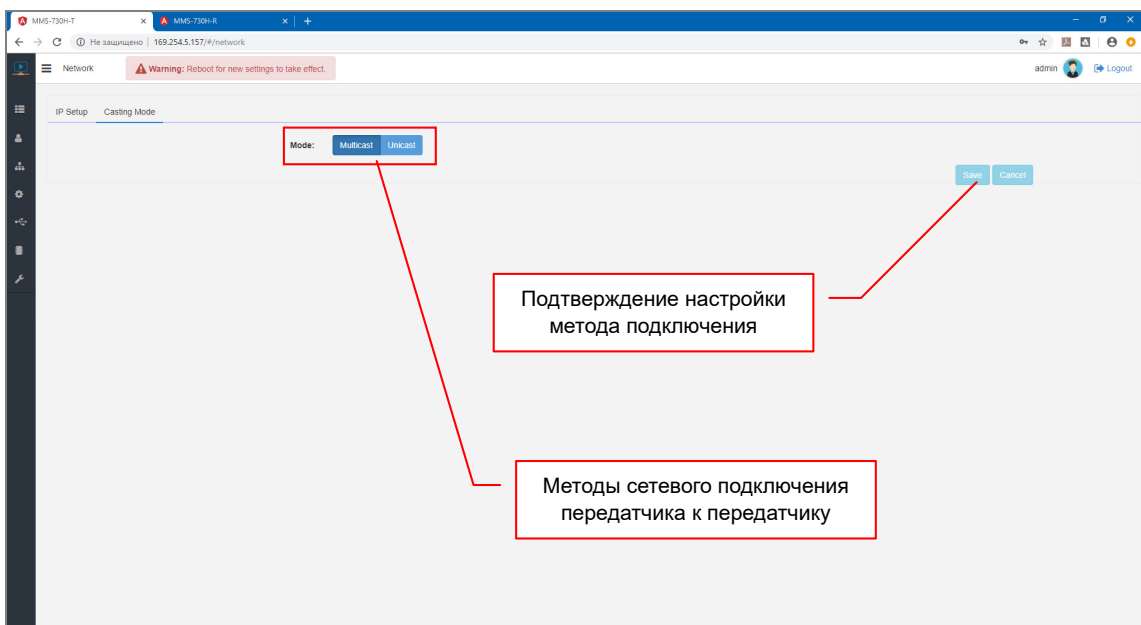 MMS-730H-T
MMS-730H-R
Не защищено | 169.254.5.157/#/network
Network
Warning: Reboot for new settings to take effect.
admin
Logout
IP Setup
Casting Mode
Mode:
Multicast
Unicast
Save
Cancel
Подтверждение настройки
метода подключения
Методы сетевого подключения
передатчика к передатчику